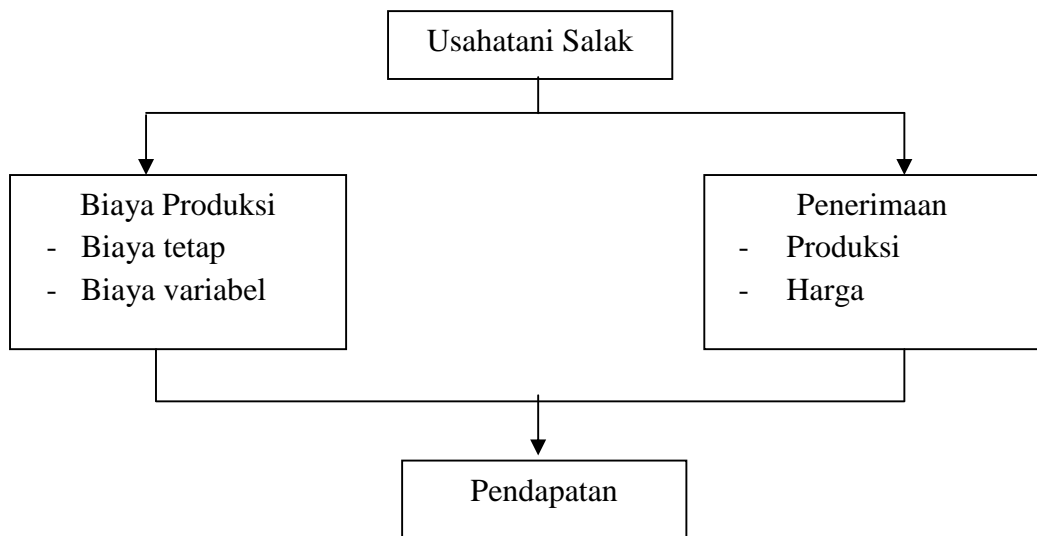 Usahatani Salak
Biaya Produksi
- Biaya tetap
- Biaya variabel
Penerimaan
- Produksi
- Harga
Pendapatan